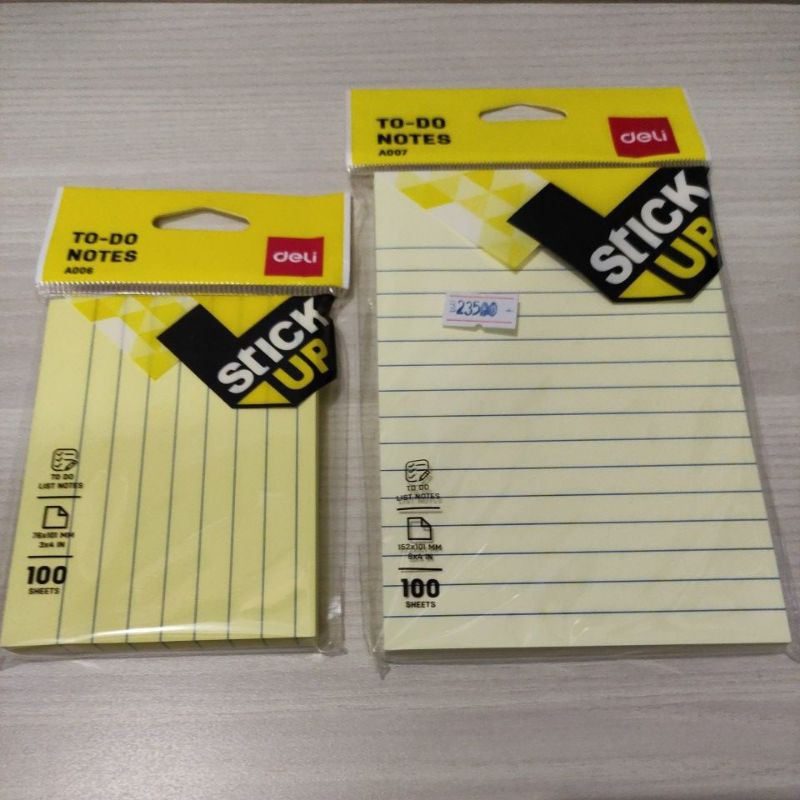 TO-DO
NOTES
A006
deli
STICK
UP
TO DO
LIST NOTES
76x101 MM
3x4 IN
100
SHEETS
TO-DO
NOTES
A007
deli
STICK
UP
23500
TO DO
LIST NOTES
152x101 MM
6x4 IN
100
SHEETS